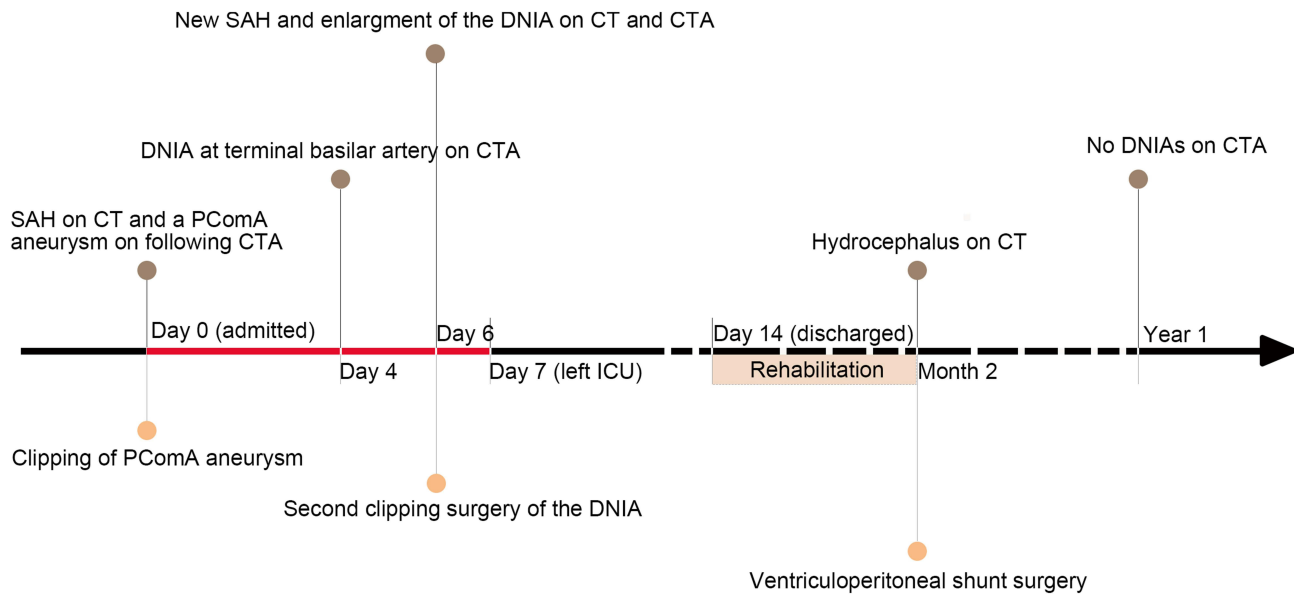 New SAH and enlargment of the DNIA on CT and CTA
DNIA at terminal basilar artery on CTA
No DNIAs on CTA
SAH on CT and a PComA
aneurysm on following CTA
Hydrocephalus on CT
Day 0 (admitted)
Day 6
Day 14 (discharged)
Year 1
Day 4
Day 7 (left ICU)
Rehabilitation
Month 2
Clipping of PComA aneurysm
Second clipping surgery of the DNIA
Ventriculoperitoneal shunt surgery